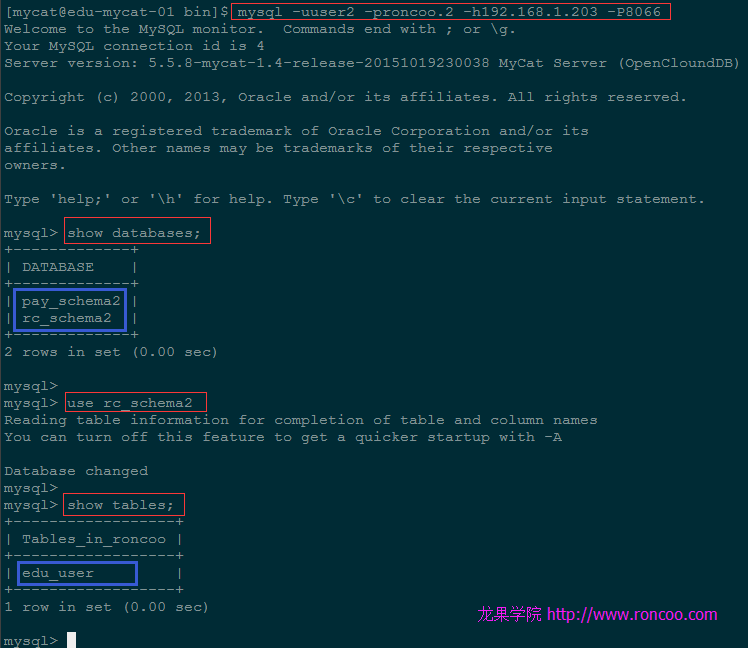 [mycat@edu-mycat-01 bin]$ mysql -uuser2 -proncoo.2 -h192.168.1.203 -P8066
Welcome to the MySQL monitor.  Commands end with ; or \g.
Your MySQL connection id is 4
Server version: 5.5.8-mycat-1.4-release-20151019230038 MyCat Server (OpenCloundDB)
Copyright (c) 2000, 2013, Oracle and/or its affiliates. All rights reserved.
Oracle is a registered trademark of Oracle Corporation and/or its
affiliates. Other names may be trademarks of their respective
owners.
Type 'help;' or '\h' for help. Type '\c' to clear the current input statement.
mysql> show databases;
+-------------+
| DATABASE    |
+-------------+
| pay_schema2 |
| rc_schema2  |
+-------------+
2 rows in set (0.00 sec)
mysql>
mysql> use rc_schema2
Reading table information for completion of table and column names
You can turn off this feature to get a quicker startup with -A
Database changed
mysql>
mysql> show tables;
+------------------+
| Tables_in_roncoo |
+------------------+
| edu_user         |
+------------------+
1 row in set (0.00 sec)
龙果学院 http://www.roncoo.com
mysql>